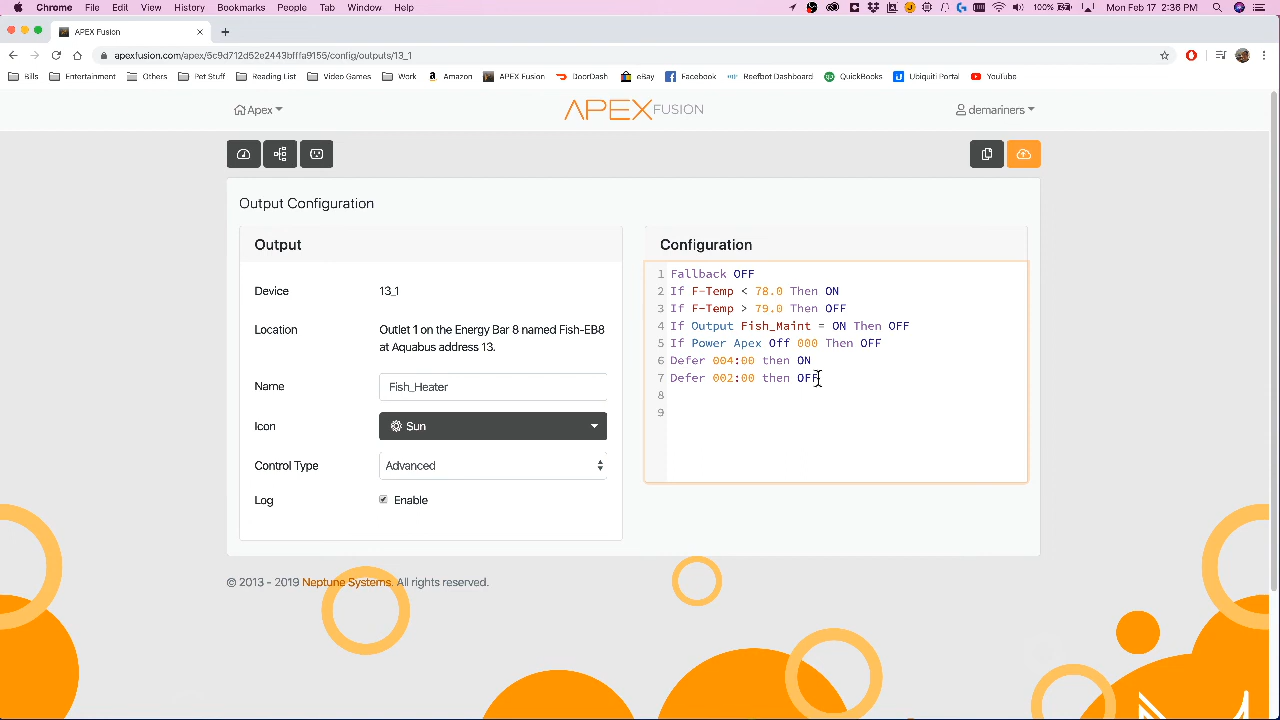 Chrome File Edit View History Bookmarks People Tab Window Help 100% Mon Feb 17 2:36 PM
APEX Fusion
apexfusion.com/apex/5c9d712d52e2443bfffa9155/config/outputs/13_1
Bills Entertainment Others Pet Stuff Reading List Video Games Work Amazon APEX Fusion DoorDash eBay Facebook Reefbot Dashboard QuickBooks Ubiquiti Portal YouTube
Apex APEX FUSION demariners
Output Configuration
Output
Device 13_1
Location Outlet 1 on the Energy Bar 8 named Fish-EB8
at Aquabus address 13.
Name Fish_Heater
Icon Sun
Control Type Advanced
Log Enable
Configuration
1 Fallback OFF
2 If F-Temp < 78.0 Then ON
3 If F-Temp > 79.0 Then OFF
4 If Output Fish_Maint = ON Then OFF
5 If Power Apex Off 000 Then OFF
6 Defer 004:00 then ON
7 Defer 002:00 then OFF
8
9
© 2013 - 2019 Neptune Systems. All rights reserved.